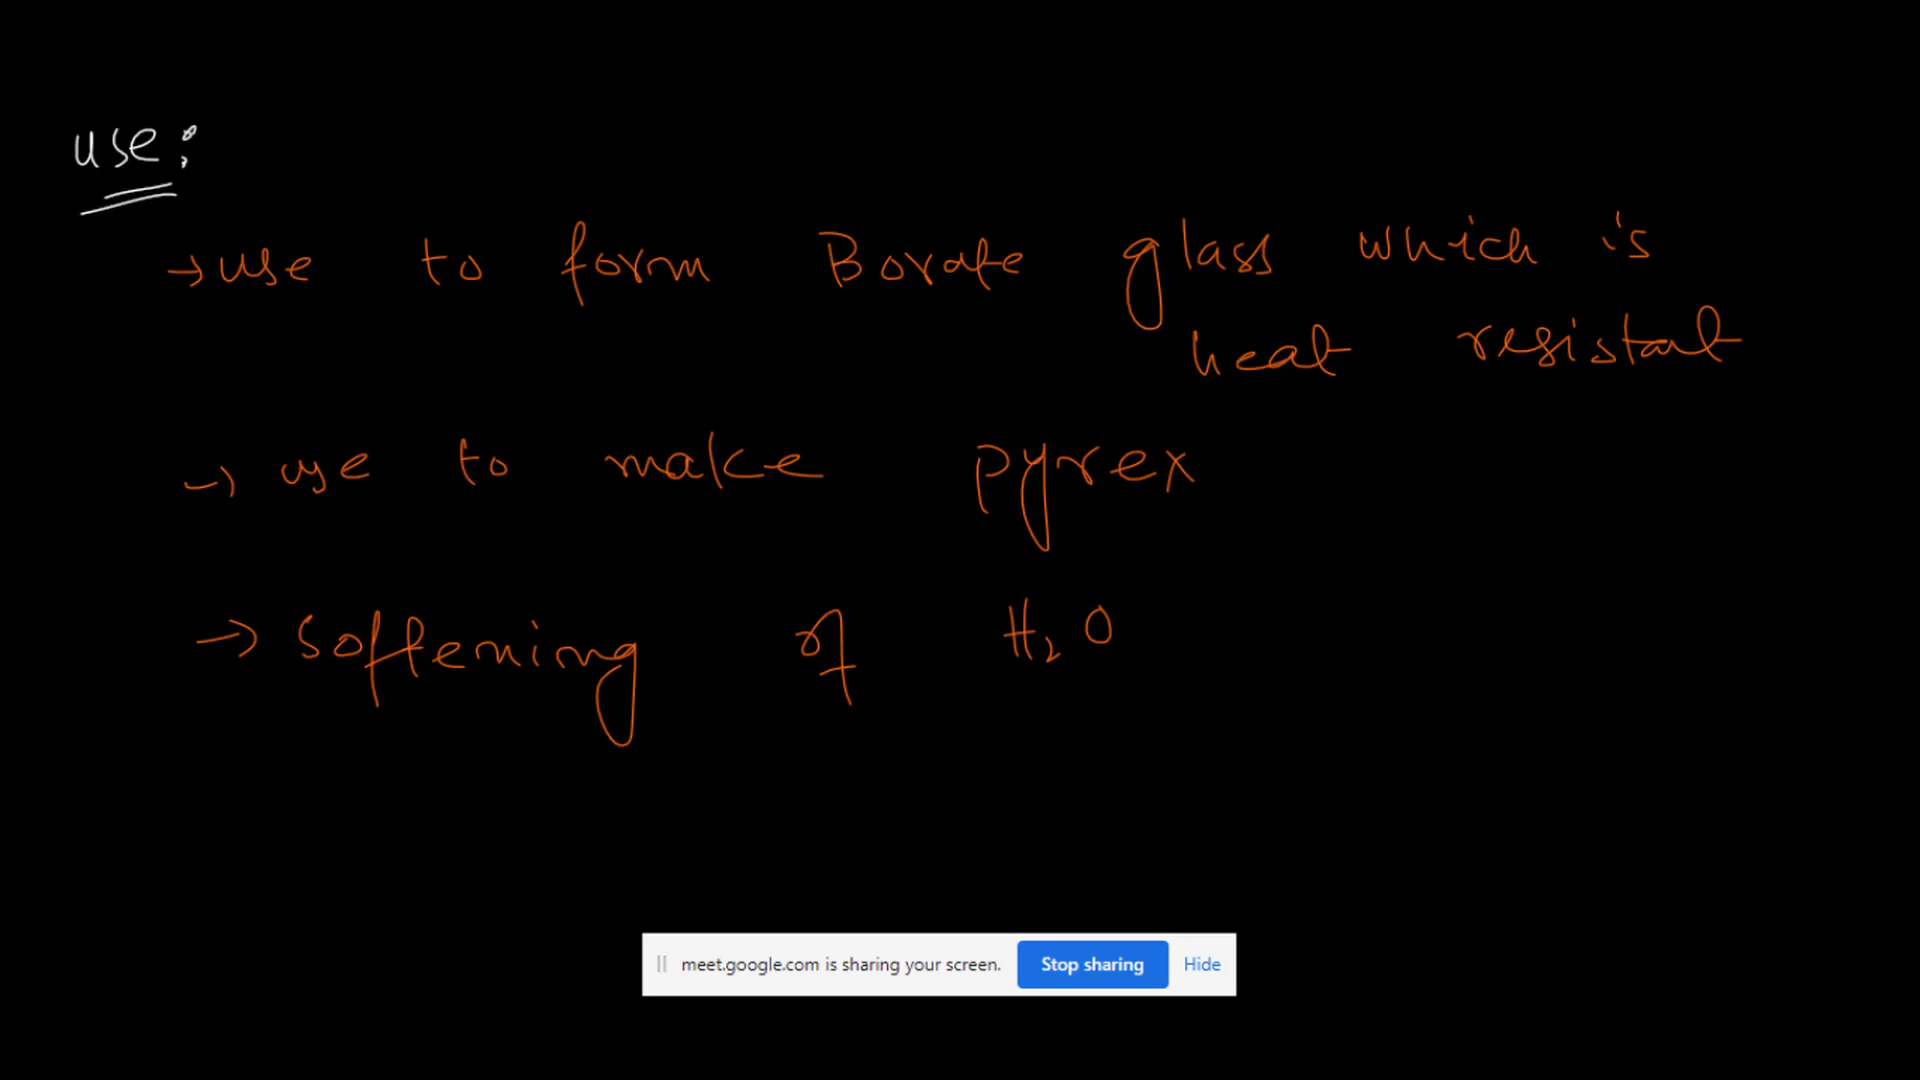 use:
→ use to form Borate glass which is
heat resistant
→ use to make pyrex
→ softening of H₂O
meet.google.com is sharing your screen. Stop sharing Hide